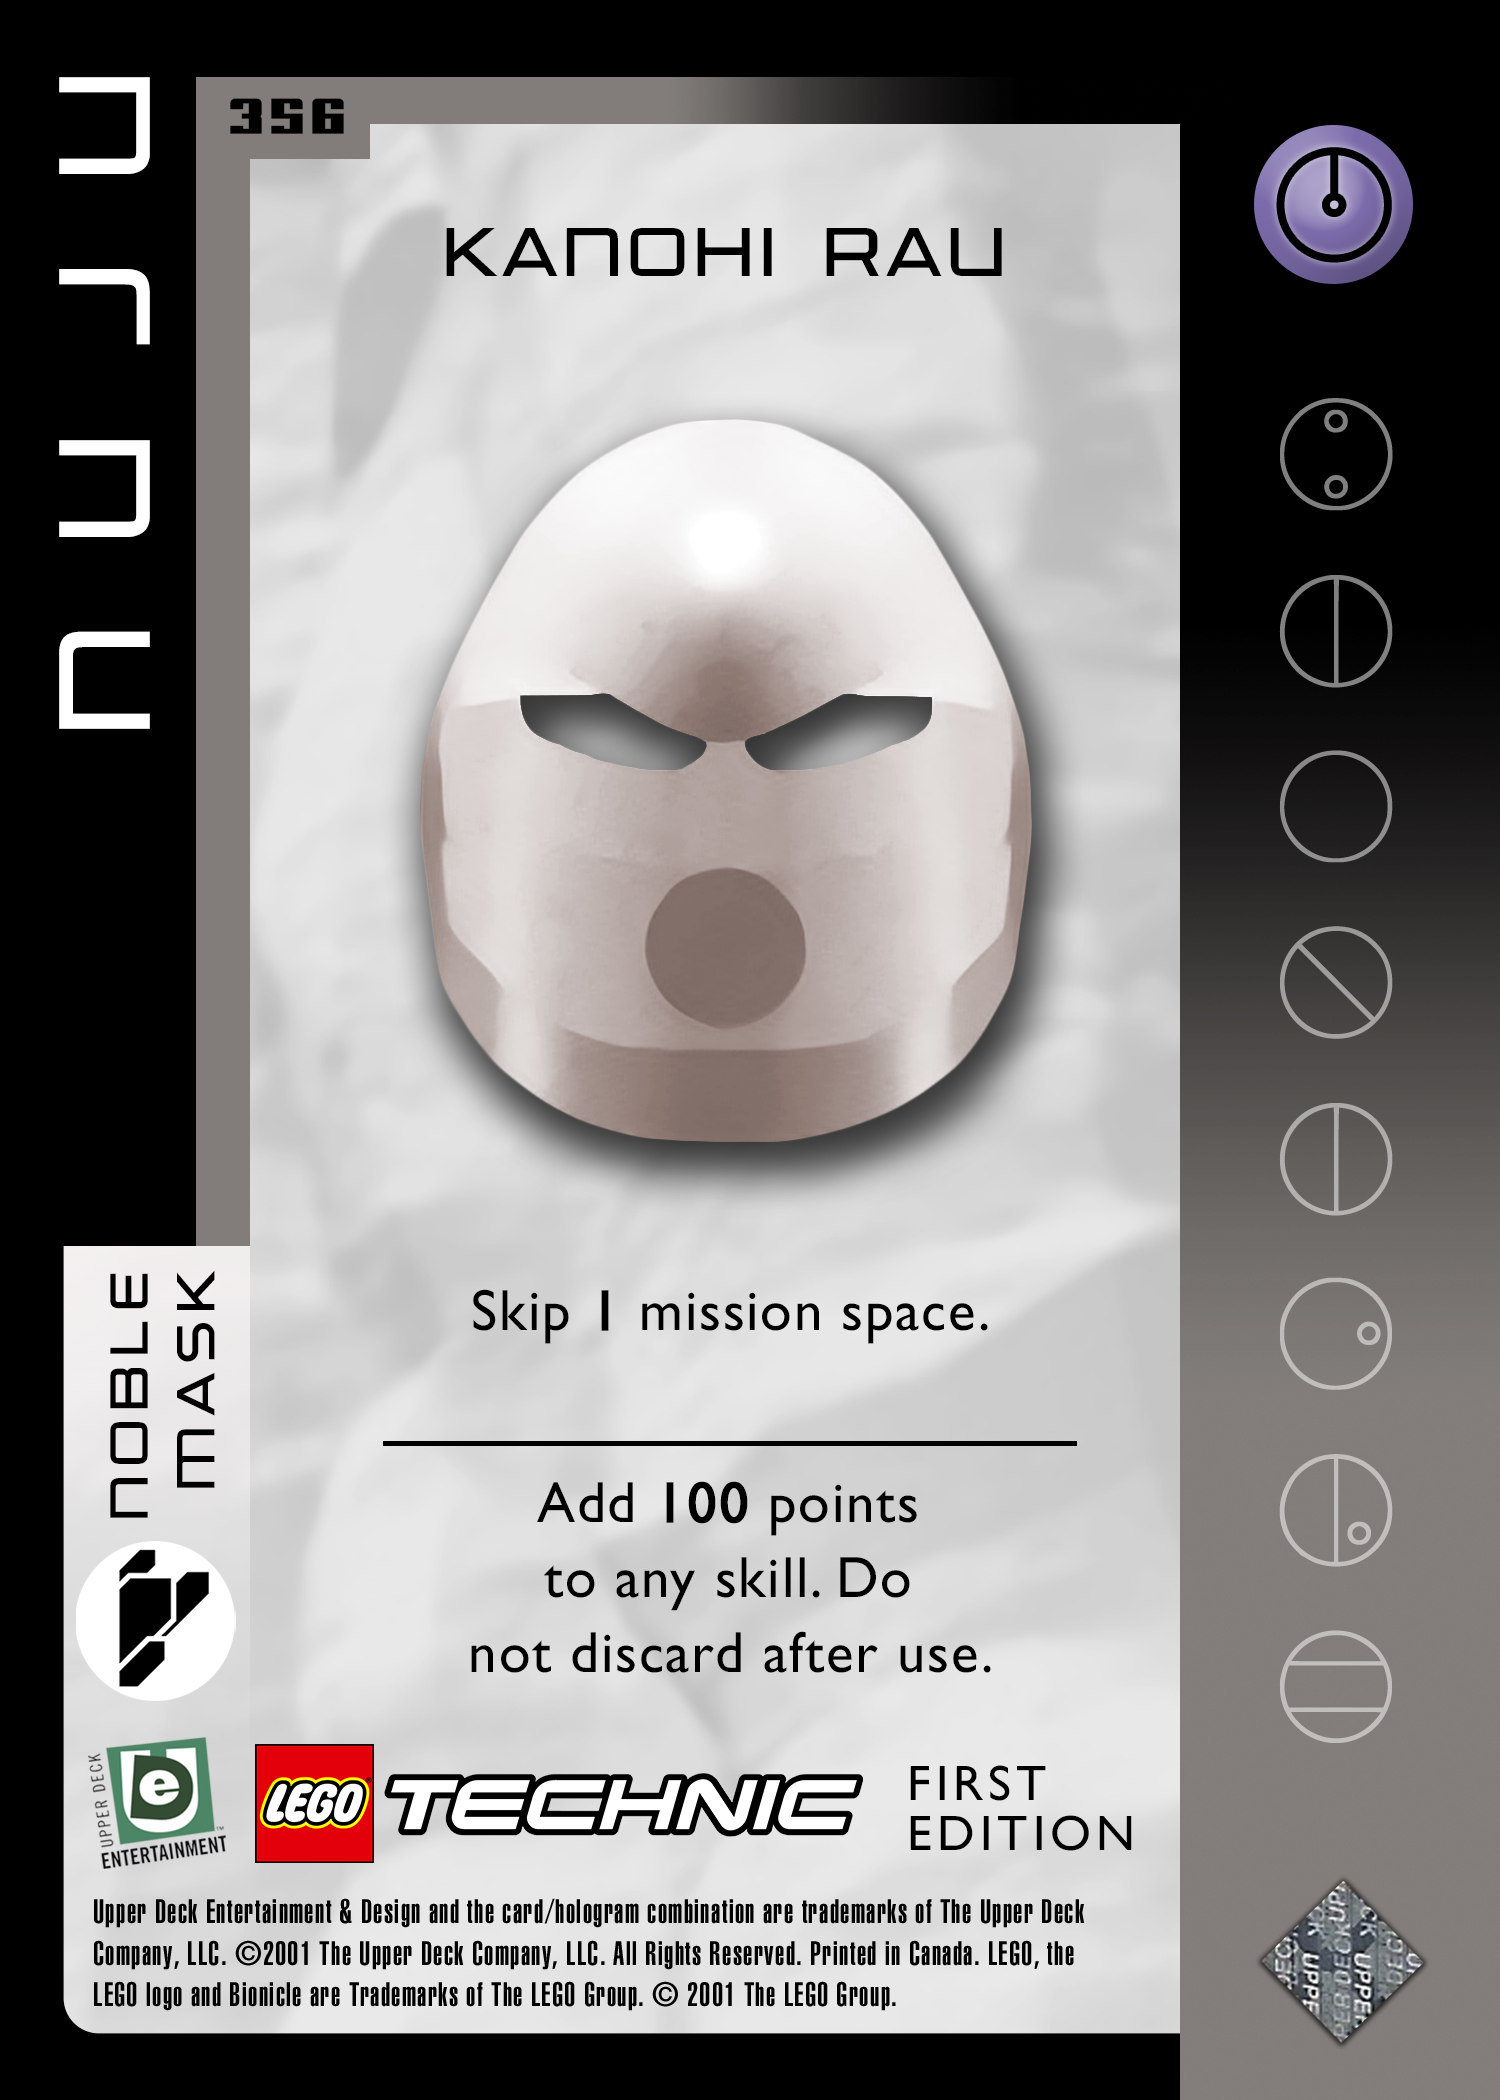 NUJU
356
KANOHI RAU
Skip 1 mission space.
Add 100 points
to any skill. Do
not discard after use.
NOBLE
MASK
UPPER DECK
e
ENTERTAINMENT™
LEGO
TECHNIC
FIRST
EDITION
Upper Deck Entertainment & Design and the card/hologram combination are trademarks of The Upper Deck
Company, LLC. ©2001 The Upper Deck Company, LLC. All Rights Reserved. Printed in Canada. LEGO, the
LEGO logo and Bionicle are Trademarks of The LEGO Group. © 2001 The LEGO Group.